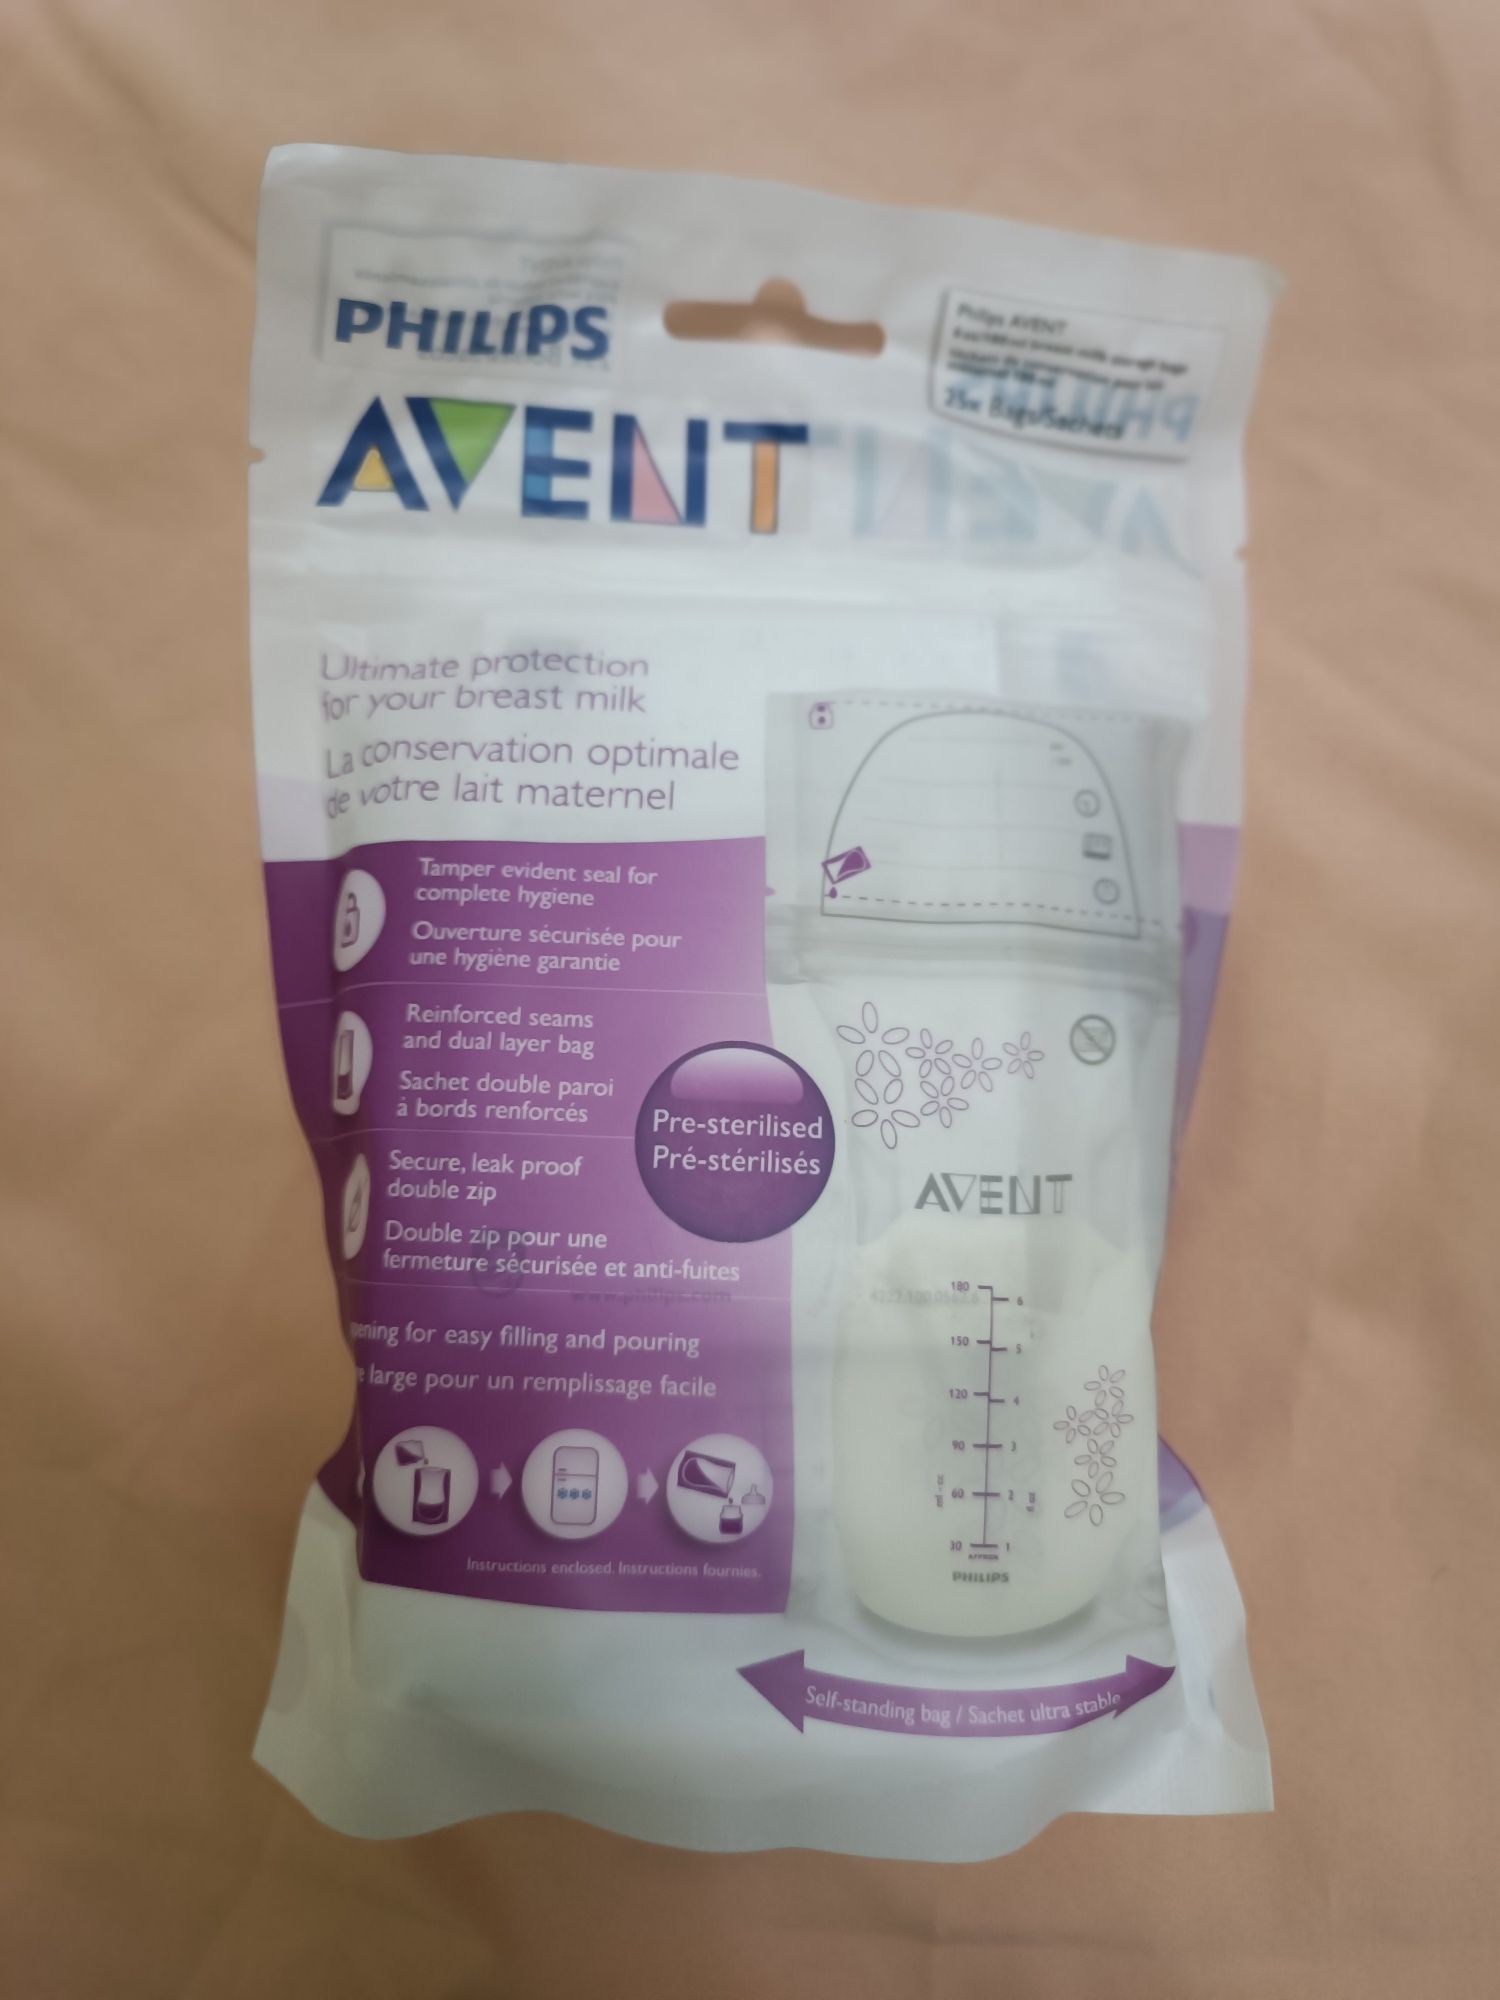 PHILIPS
AVENT
Philips AVENT
25x Bags/Sachets
Ultimate protection
for your breast milk
La conservation optimale
de votre lait maternel
Tamper evident seal for
complete hygiene
Ouverture sécurisée pour
une hygiène garantie
Reinforced seams
and dual layer bag
Sachet double paroi
à bords renforcés
Secure, leak proof
double zip
Double zip pour une
fermeture sécurisée et anti-fuites
Pre-sterilised
Pré-stérilisés
www.philips.com
for easy filling and pouring
large pour un remplissage facile
Instructions enclosed. Instructions fournies.
AVENT
180 6
150 5
120 4
90 3
60 2
30 1
APPROX
PHILIPS
Self-standing bag / Sachet ultra stable